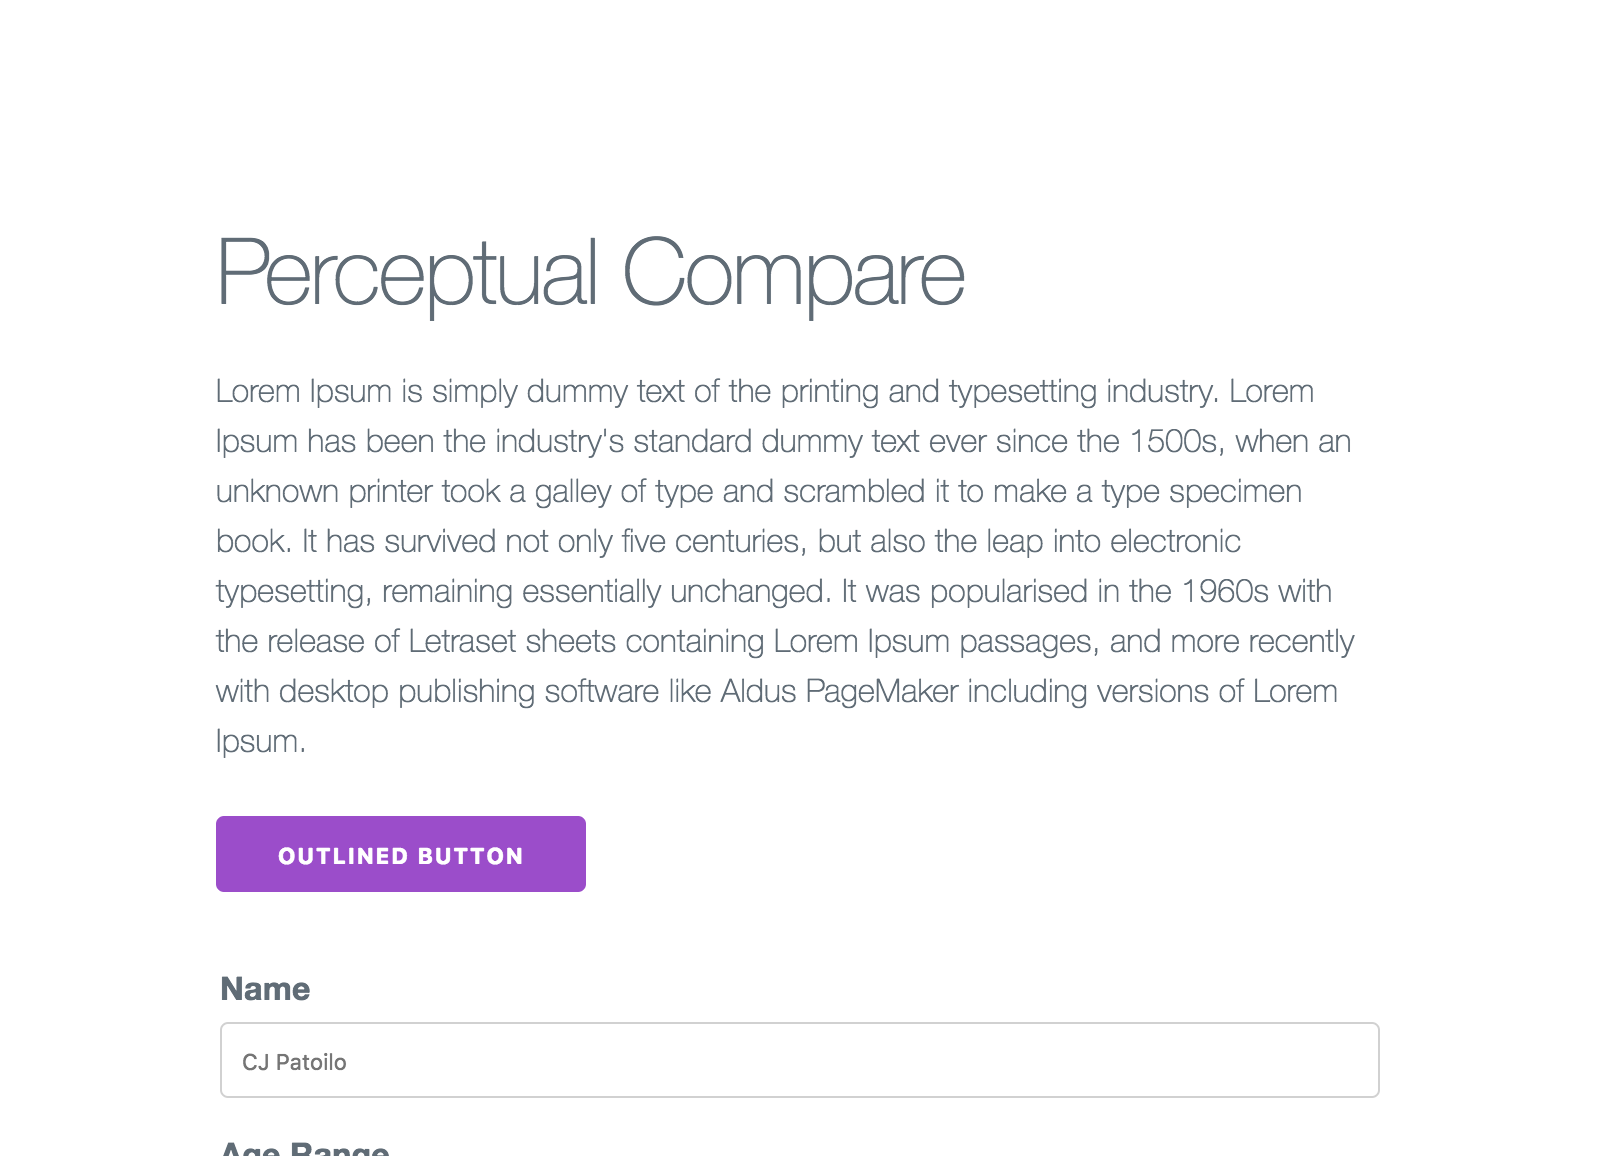 Perceptual Compare
Lorem Ipsum is simply dummy text of the printing and typesetting industry. Lorem
Ipsum has been the industry's standard dummy text ever since the 1500s, when an
unknown printer took a galley of type and scrambled it to make a type specimen
book. It has survived not only five centuries, but also the leap into electronic
typesetting, remaining essentially unchanged. It was popularised in the 1960s with
the release of Letraset sheets containing Lorem Ipsum passages, and more recently
with desktop publishing software like Aldus PageMaker including versions of Lorem
Ipsum.
OUTLINED BUTTON
Name
CJ Patoilo
Age Range